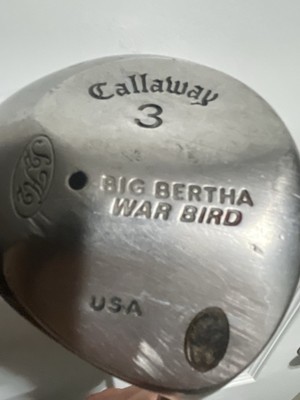 Callaway
3
BIG BERTHA
WAR BIRD
USA